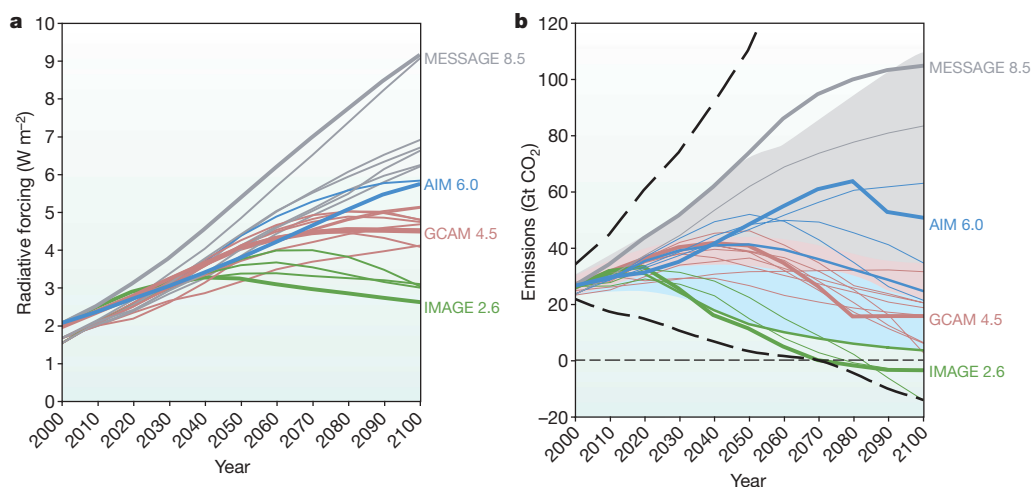 a
Radiative forcing (W m⁻²)
10
9
8
7
6
5
4
3
2
1
0
2000
2010
2020
2030
2040
2050
2060
2070
2080
2090
2100
Year
MESSAGE 8.5
AIM 6.0
GCAM 4.5
IMAGE 2.6
b
Emissions (Gt CO₂)
120
100
80
60
40
20
0
–20
2000
2010
2020
2030
2040
2050
2060
2070
2080
2090
2100
Year
MESSAGE 8.5
AIM 6.0
GCAM 4.5
IMAGE 2.6